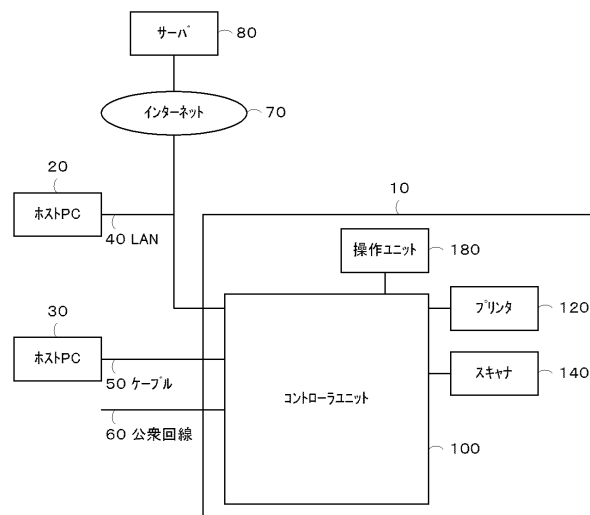 サーバ 80
インターネット 70
20
ホストPC
10
40 LAN
操作ユニット 180
30
プリンタ 120
ホストPC
50 ケーブル
スキャナ 140
コントローラユニット
60 公衆回線
100